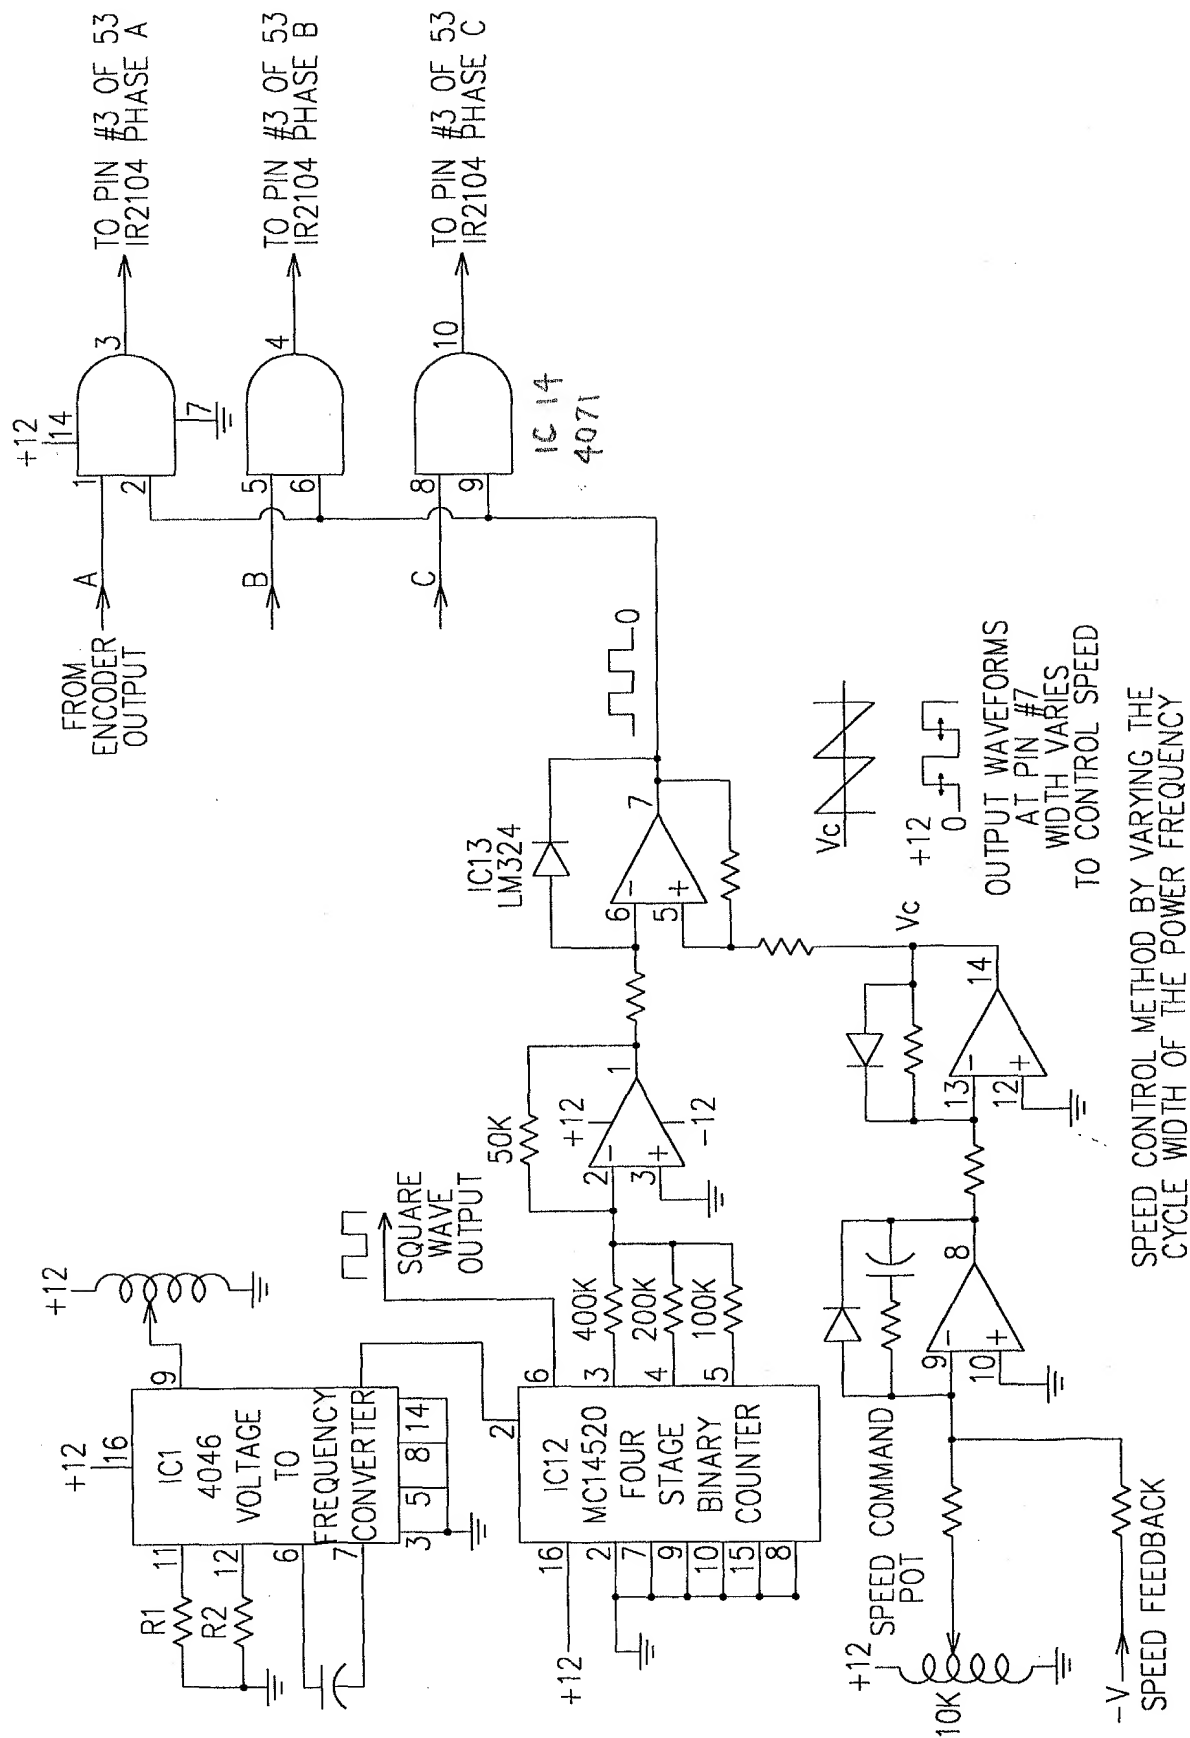 +12
+12
16
IC1
4046
VOLTAGE
TO
FREQUENCY
CONVERTER
9
11
12
6
7
3
5
8
14
R1
R2
SQUARE
WAVE
OUTPUT
+12
16
2
7
9
10
15
8
2
IC12
MC14520
FOUR
STAGE
BINARY
COUNTER
6
3
4
5
400K
200K
100K
50K
+12
-12
2
3
-
+
1
IC13
LM324
6
5
-
+
7
0
FROM
ENCODER
OUTPUT
A
B
C
+12
14
1
2
3
7
5
6
4
8
9
10
IC 14
4071
TO PIN #3 OF 53
IR2104 PHASE A
TO PIN #3 OF 53
IR2104 PHASE B
TO PIN #3 OF 53
IR2104 PHASE C
SPEED COMMAND
POT
+12
10K
-V
SPEED FEEDBACK
9
10
-
+
8
13
12
-
+
14
Vc
Vc
+12
0
OUTPUT WAVEFORMS
AT PIN #7
WIDTH VARIES
TO CONTROL SPEED
SPEED CONTROL METHOD BY VARYING THE
CYCLE WIDTH OF THE POWER FREQUENCY